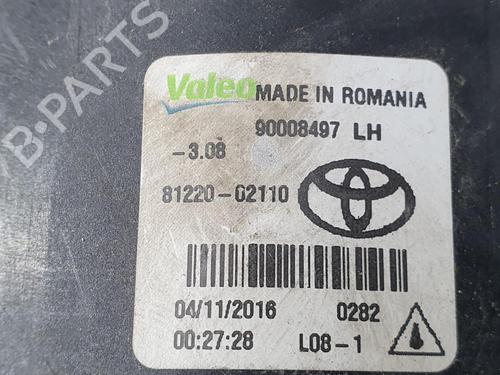 B-PARTS
Valeo MADE IN ROMANIA
90008497 LH
-3.08
81220-02110
04/11/2016 0282
00:27:28 L08-1